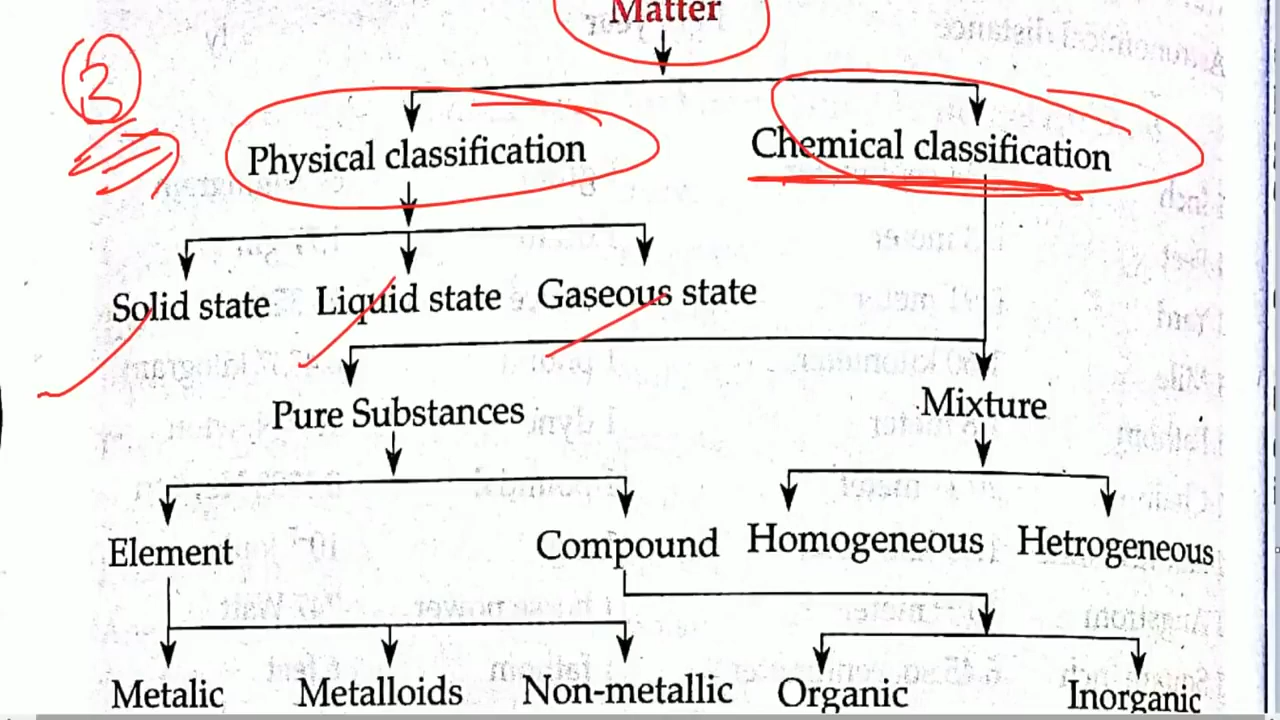 Matter
3
Physical classification Chemical classification
Solid state Liquid state Gaseous state
Pure Substances Mixture
Element Compound Homogeneous Hetrogeneous
Metalic Metalloids Non-metallic Organic Inorganic